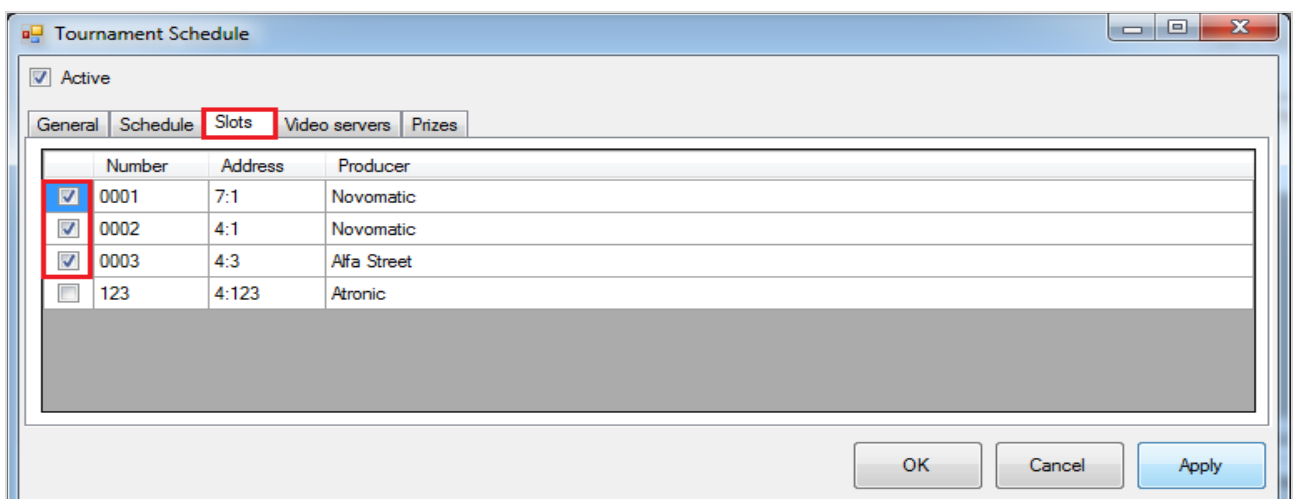 Tournament Schedule
Active
General Schedule Slots Video servers Prizes
Number Address Producer
0001 7:1 Novomatic
0002 4:1 Novomatic
0003 4:3 Alfa Street
123 4:123 Atronic
OK Cancel Apply